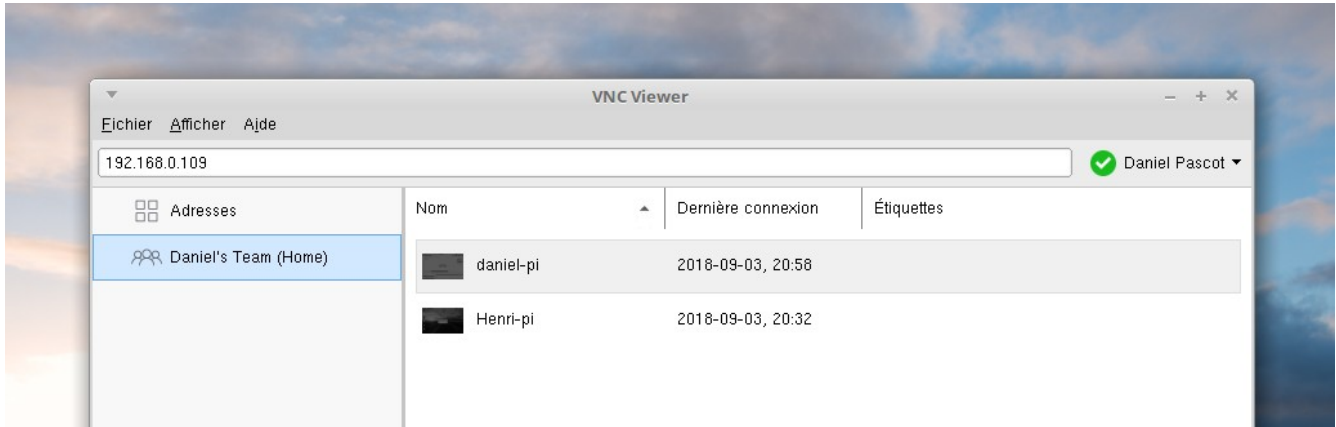 VNC Viewer
Fichier Afficher Aide
192.168.0.109 Daniel Pascot
Adresses Nom Dernière connexion Étiquettes
Daniel's Team (Home)
daniel-pi 2018-09-03, 20:58
Henri-pi 2018-09-03, 20:32